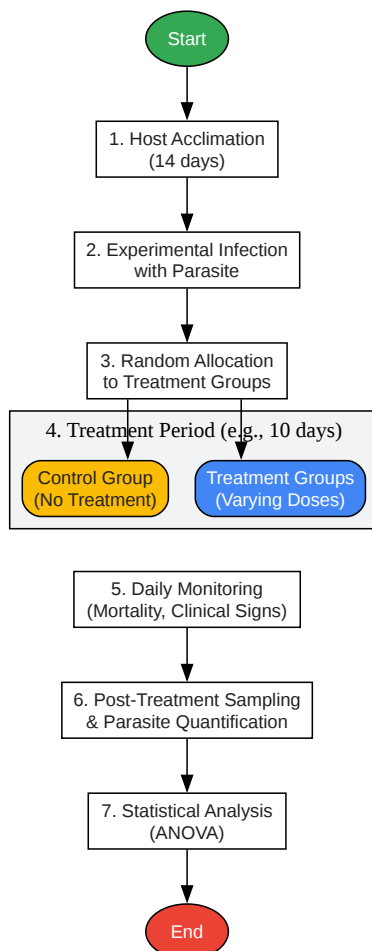 Start
1. Host Acclimation
(14 days)
2. Experimental Infection
with Parasite
3. Random Allocation
to Treatment Groups
4. Treatment Period (e.g., 10 days)
Control Group
(No Treatment)
Treatment Groups
(Varying Doses)
5. Daily Monitoring
(Mortality, Clinical Signs)
6. Post-Treatment Sampling
& Parasite Quantification
7. Statistical Analysis
(ANOVA)
End